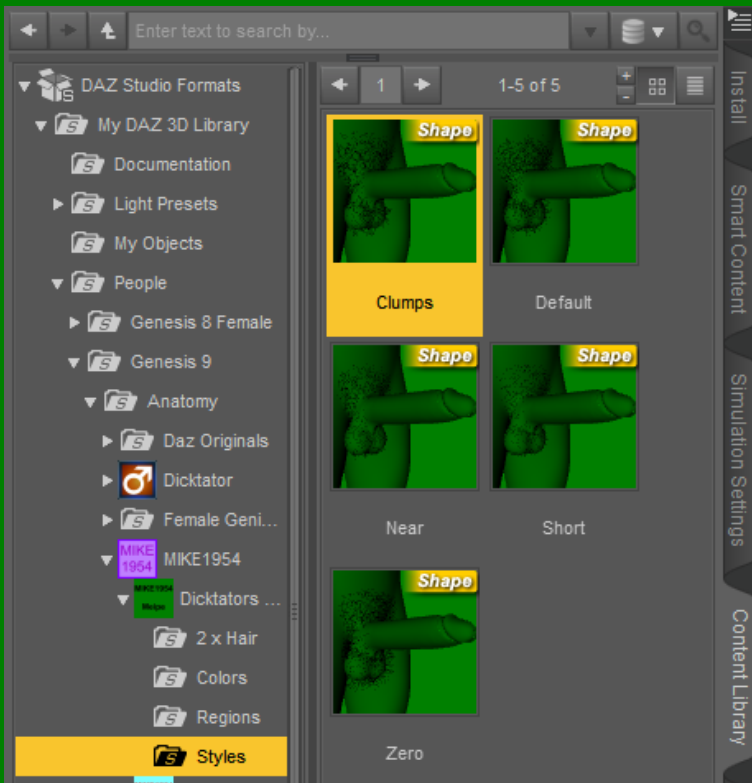 Enter text to search by...
DAZ Studio Formats
My DAZ 3D Library
Documentation
Light Presets
My Objects
People
Genesis 8 Female
Genesis 9
Anatomy
Daz Originals
Dicktator
Female Geni...
MIKE
1954
MIKE1954
MIKE1954
Dicktators ...
2 x Hair
Colors
Regions
Styles
1
1-5 of 5
Shape
Clumps
Shape
Default
Shape
Near
Shape
Short
Shape
Zero
Install
Smart Content
Simulation Settings
Content Library